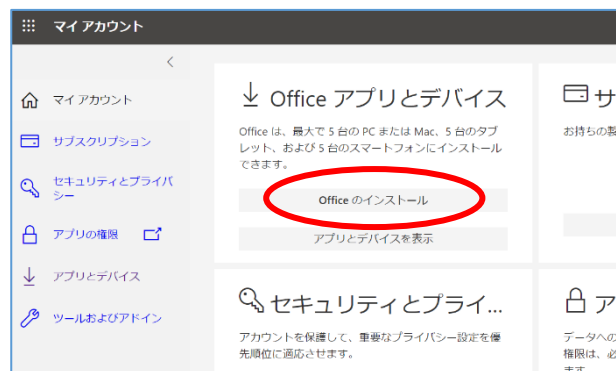 マイ アカウント
マイ アカウント
サブスクリプション
セキュリティとプライバ
シー
アプリの権限
アプリとデバイス
ツールおよびアドイン
Office アプリとデバイス
Office は、最大で 5 台の PC または Mac、5 台のタブ
レット、および 5 台のスマートフォンにインストール
できます。
Office のインストール
アプリとデバイスを表示
セキュリティとプライ...
アカウントを保護して、重要なプライバシー設定を優
先順位に適応させます。
サ
お持ちの製
ア
データへの
権限は、必
ます